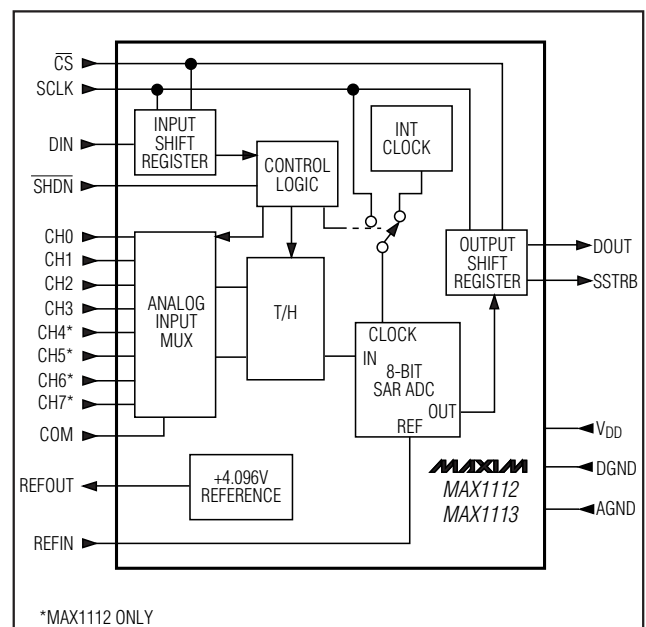 CS
SCLK
DIN
SHDN
CH0
CH1
CH2
CH3
CH4*
CH5*
CH6*
CH7*
COM
REFOUT
REFIN
INPUT
SHIFT
REGISTER
CONTROL
LOGIC
INT
CLOCK
ANALOG
INPUT
MUX
T/H
CLOCK
IN
8-BIT
SAR ADC
OUT
REF
OUTPUT
SHIFT
REGISTER
+4.096V
REFERENCE
MAXIM
MAX1112
MAX1113
DOUT
SSTRB
VDD
DGND
AGND
*MAX1112 ONLY